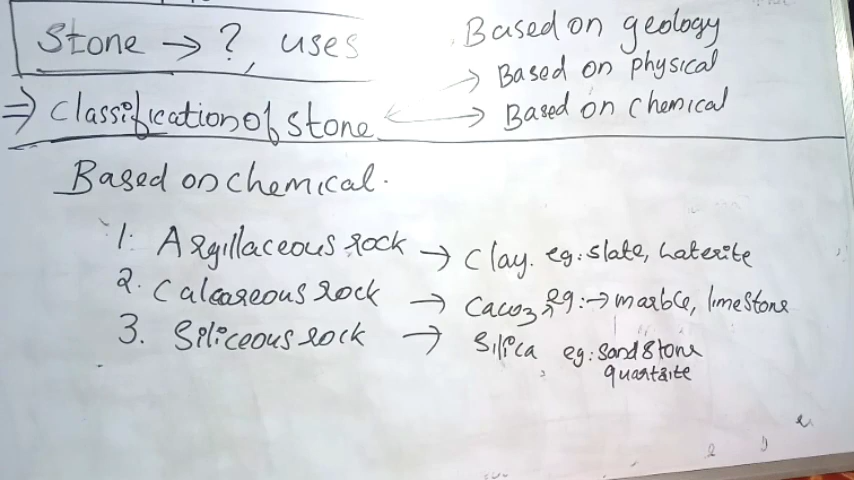 Stone → ?, uses
Based on geology
→ Based on physical
⇒ Classification of stone
→ Based on chemical
Based on chemical.
1. Argillaceous rock → Clay. eg: slate, Laterite
2. Calcareous rock → CaCO3, eg: → marble, limestone
3. Siliceous rock → Silica eg: sandstone
quartzite